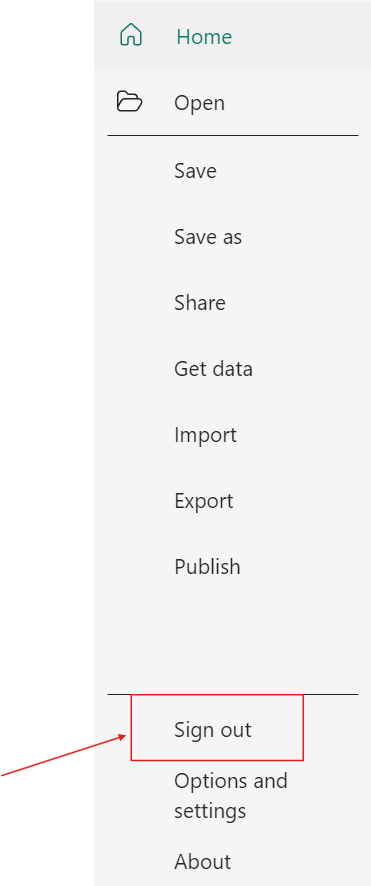 Home
Open
Save
Save as
Share
Get data
Import
Export
Publish
Sign out
Options and
settings
About